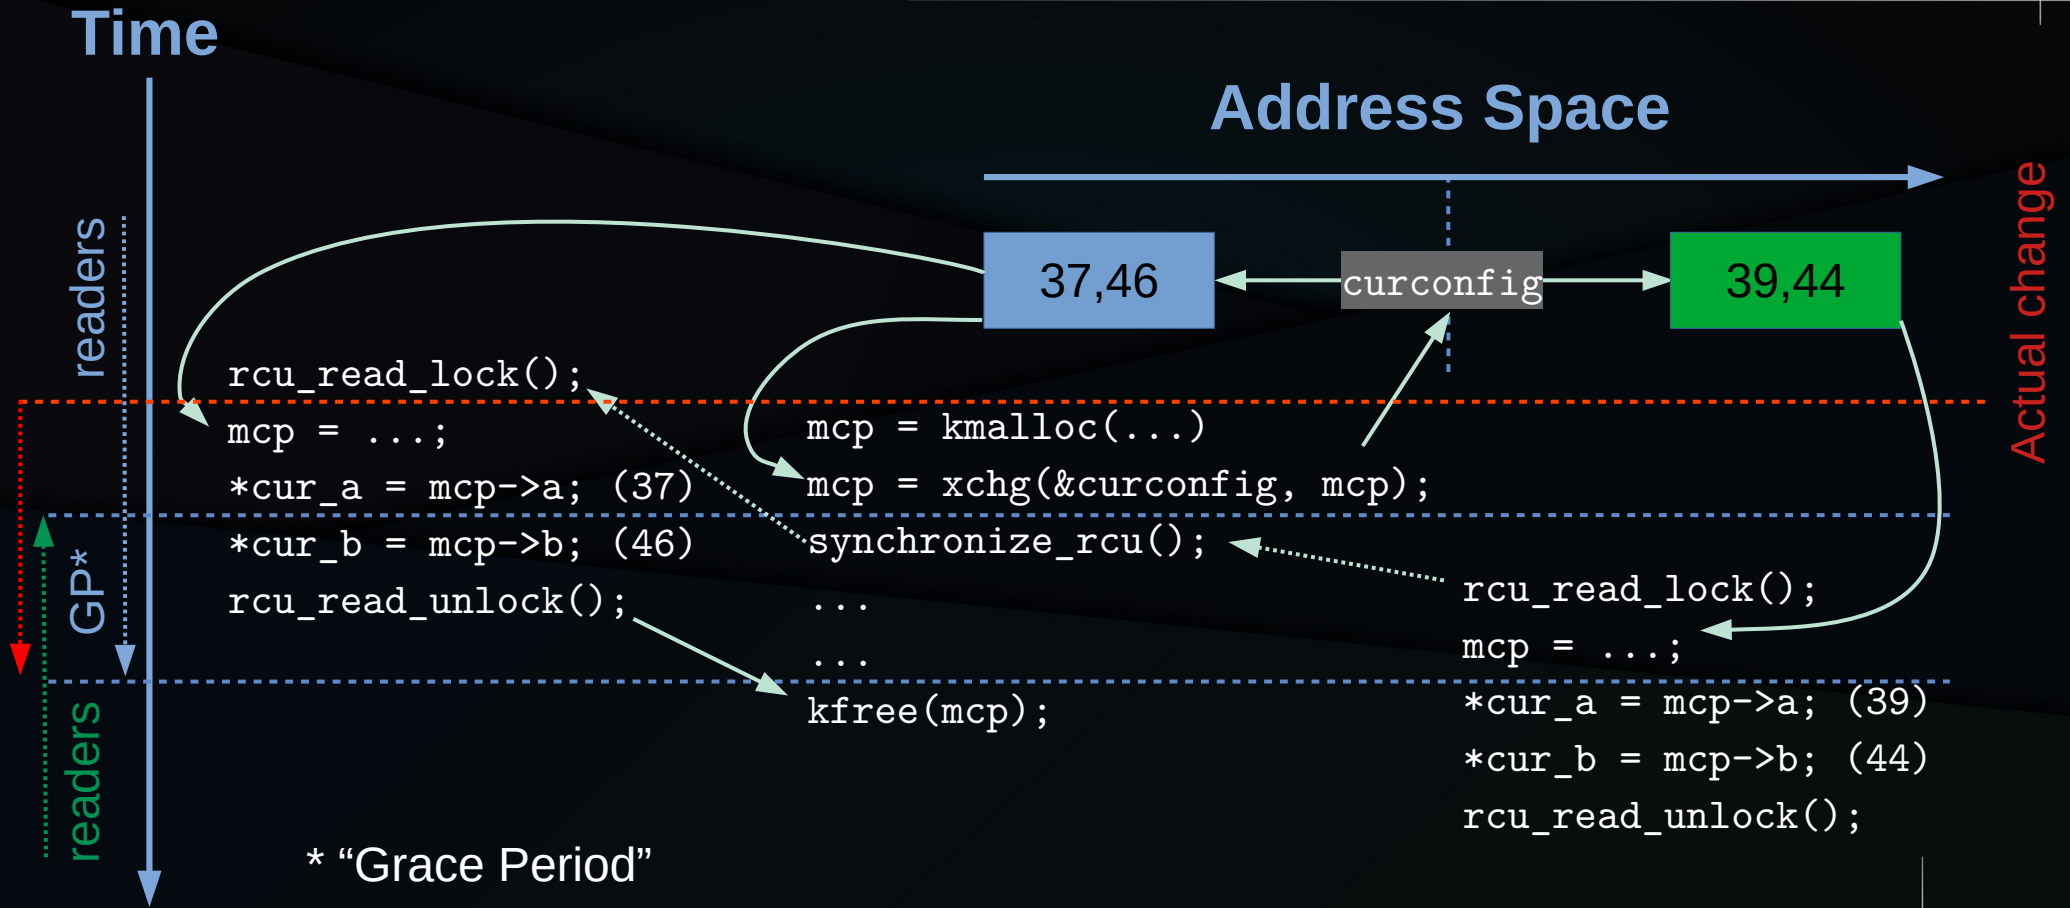 Time
Address Space
Actual change
readers
37,46
curconfig
39,44
rcu_read_lock();
mcp = ...;
*cur_a = mcp->a; (37)
*cur_b = mcp->b; (46)
rcu_read_unlock();
mcp = kmalloc(...)
mcp = xchg(&curconfig, mcp);
synchronize_rcu();
...
...
kfree(mcp);
rcu_read_lock();
mcp = ...;
*cur_a = mcp->a; (39)
*cur_b = mcp->b; (44)
rcu_read_unlock();
GP*
readers
* “Grace Period”